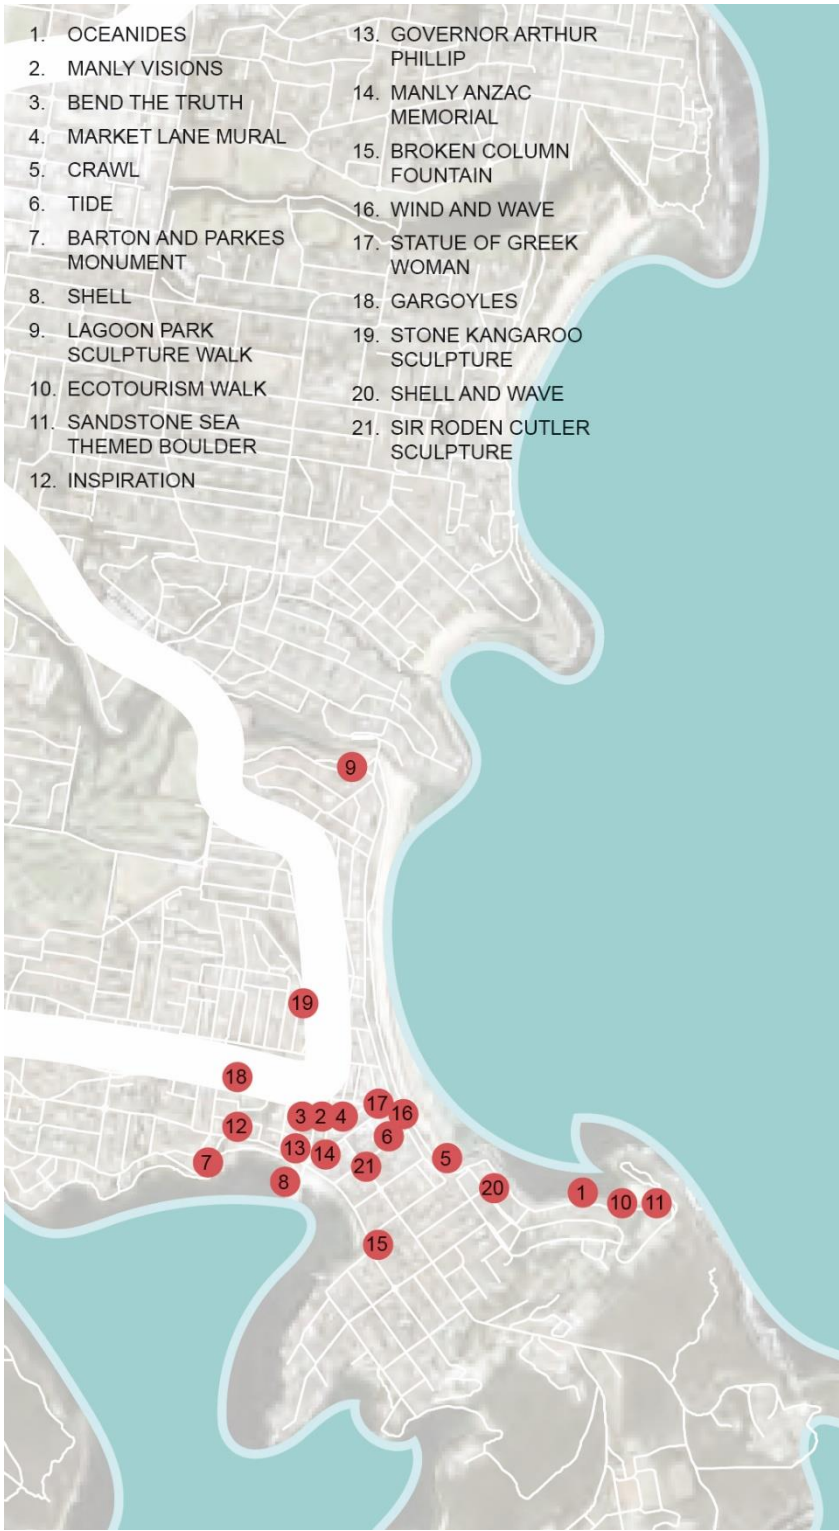 1. OCEANIDES
2. MANLY VISIONS
3. BEND THE TRUTH
4. MARKET LANE MURAL
5. CRAWL
6. TIDE
7. BARTON AND PARKES
MONUMENT
8. SHELL
9. LAGOON PARK
SCULPTURE WALK
10. ECOTOURISM WALK
11. SANDSTONE SEA
THEMED BOULDER
12. INSPIRATION
13. GOVERNOR ARTHUR
PHILLIP
14. MANLY ANZAC
MEMORIAL
15. BROKEN COLUMN
FOUNTAIN
16. WIND AND WAVE
17. STATUE OF GREEK
WOMAN
18. GARGOYLES
19. STONE KANGAROO
SCULPTURE
20. SHELL AND WAVE
21. SIR RODEN CUTLER
SCULPTURE
9
19
18
17
16
3 2 4
12
6
13
14
5
7
21
8
20
1
10
11
15